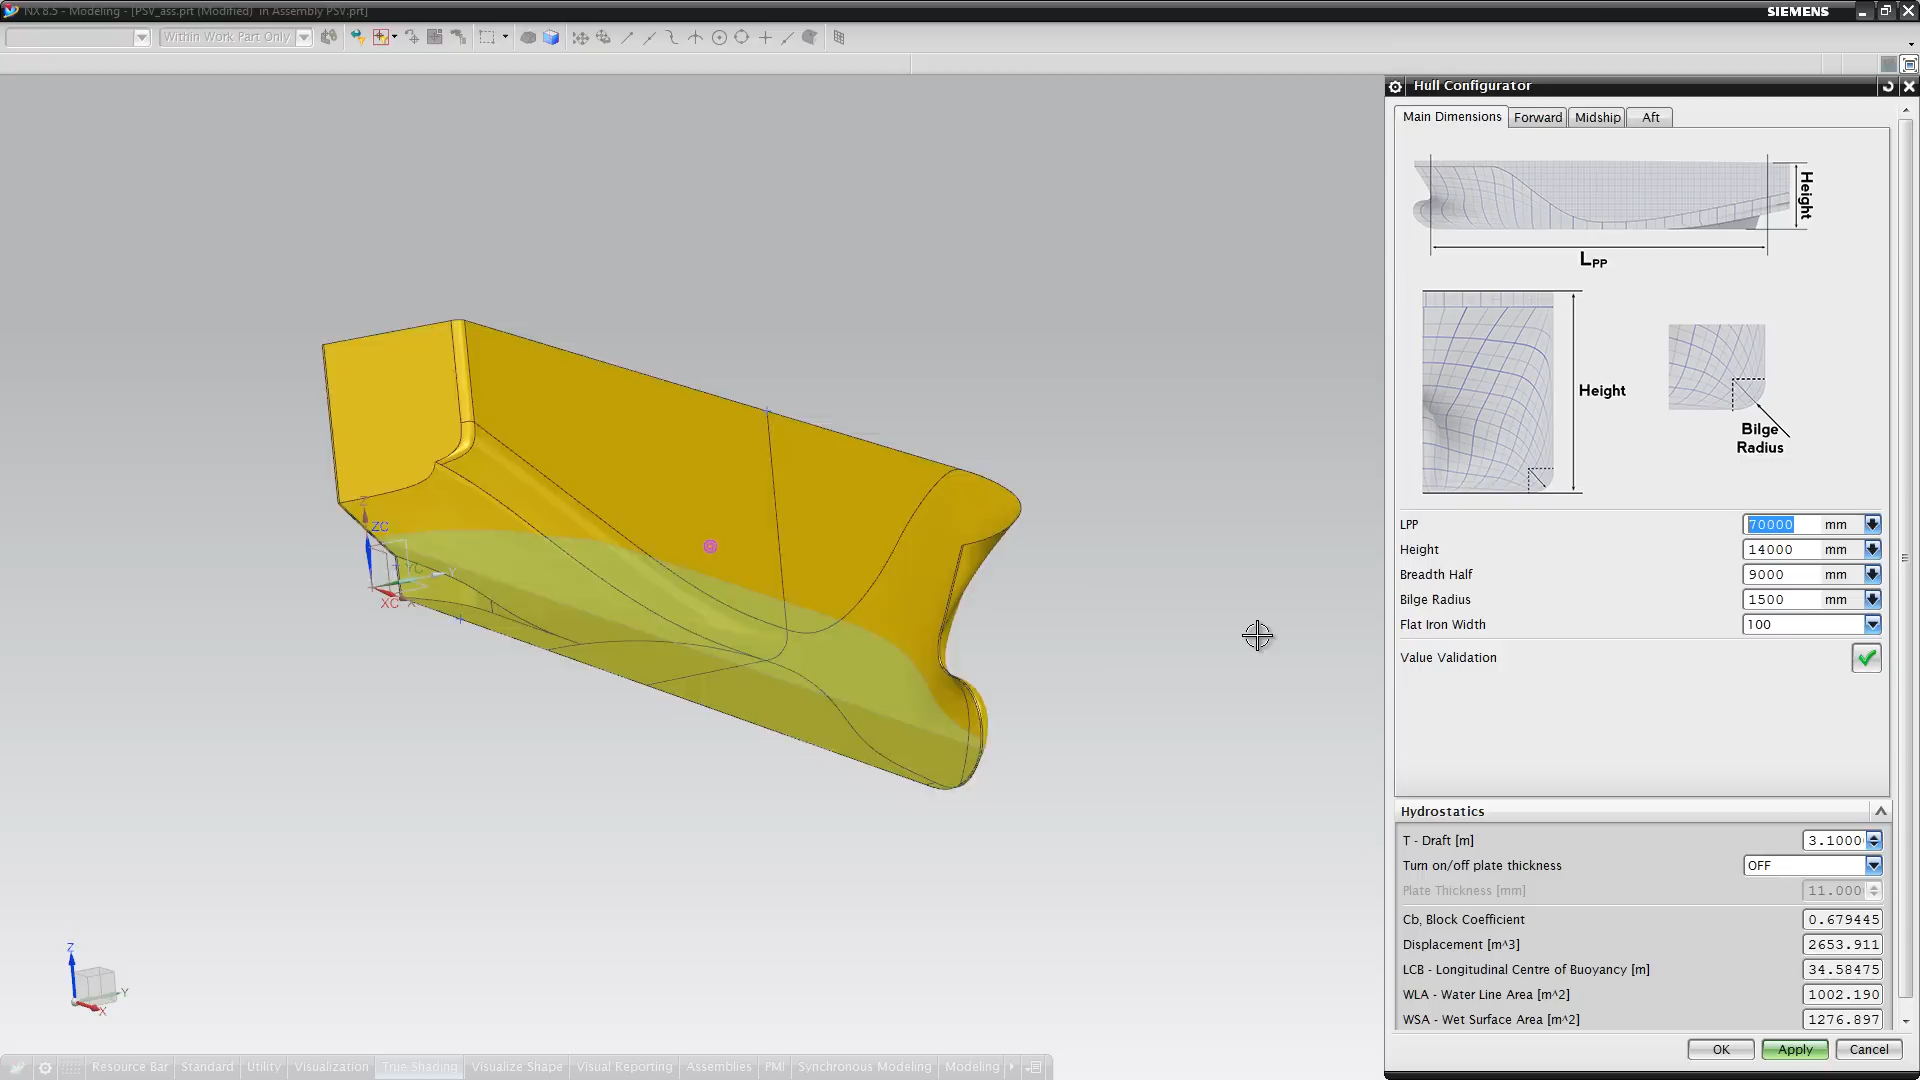 NX 8.5 - Modeling - [PSV_ass.prt (Modified) in Assembly PSV.prt]
SIEMENS
Within Work Part Only
Hull Configurator
Main Dimensions
Forward
Midship
Aft
Height
LPP
Height
Bilge
Radius
LPP 70000 mm
Height 14000 mm
Breadth Half 9000 mm
Bilge Radius 1500 mm
Flat Iron Width 100
Value Validation
Hydrostatics
T - Draft [m] 3.1000
Turn on/off plate thickness OFF
Plate Thickness [mm] 11.000
Cb, Block Coefficient 0.679445
Displacement [m^3] 2653.911
LCB - Longitudinal Centre of Buoyancy [m] 34.58475
WLA - Water Line Area [m^2] 1002.190
WSA - Wet Surface Area [m^2] 1276.897
OK
Apply
Cancel
Z
ZC
YC
Y
XC
X
Z
Y
X
Resource Bar
Standard
Utility
Visualization
True Shading
Visualize Shape
Visual Reporting
Assemblies
PMI
Synchronous Modeling
Modeling